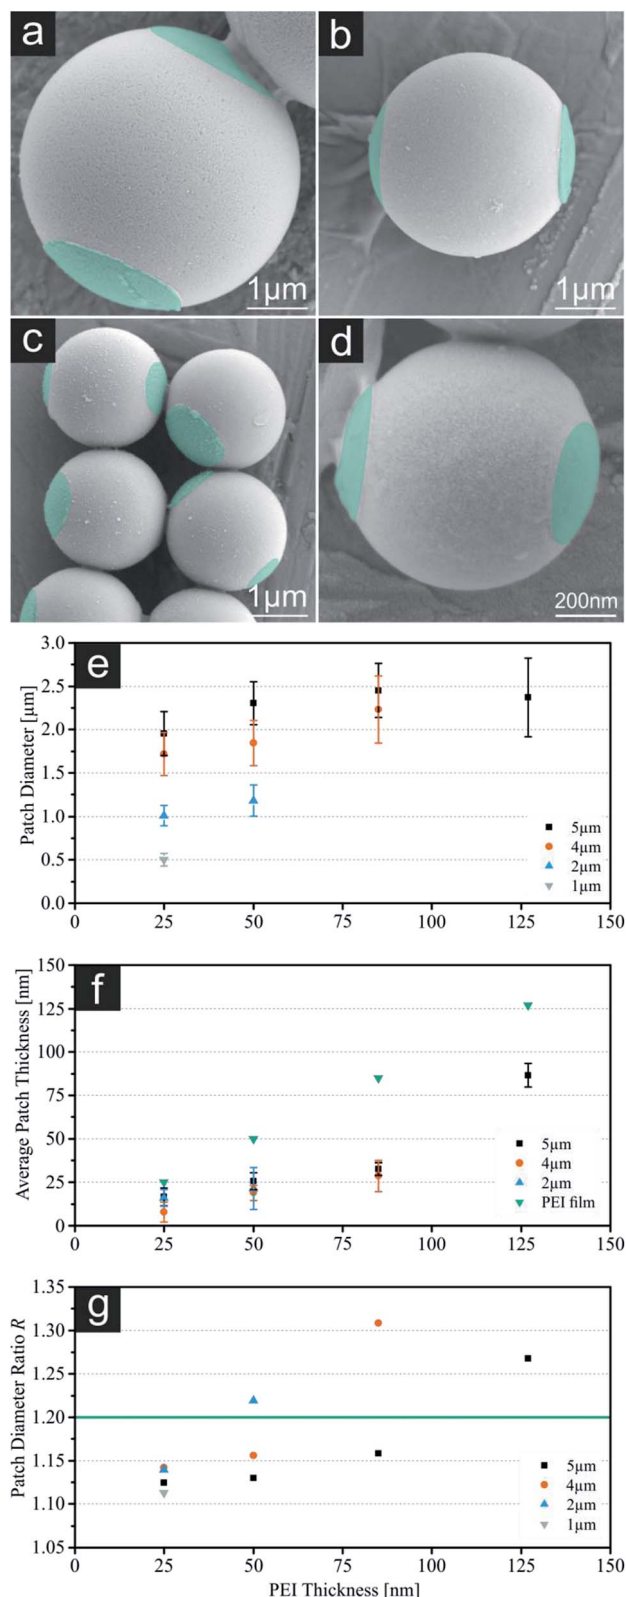 a
b
1µm
1µm
c
d
1µm
200nm
e
Patch Diameter [µm]
3.0
2.5
2.0
1.5
1.0
0.5
0.0
0
25
50
75
100
125
150
5µm
4µm
2µm
1µm
f
Average Patch Thickness [nm]
150
125
100
75
50
25
0
0
25
50
75
100
125
150
5µm
4µm
2µm
PEI film
g
Patch Diameter Ratio R
1.35
1.30
1.25
1.20
1.15
1.10
1.05
0
25
50
75
100
125
150
5µm
4µm
2µm
1µm
PEI Thickness [nm]